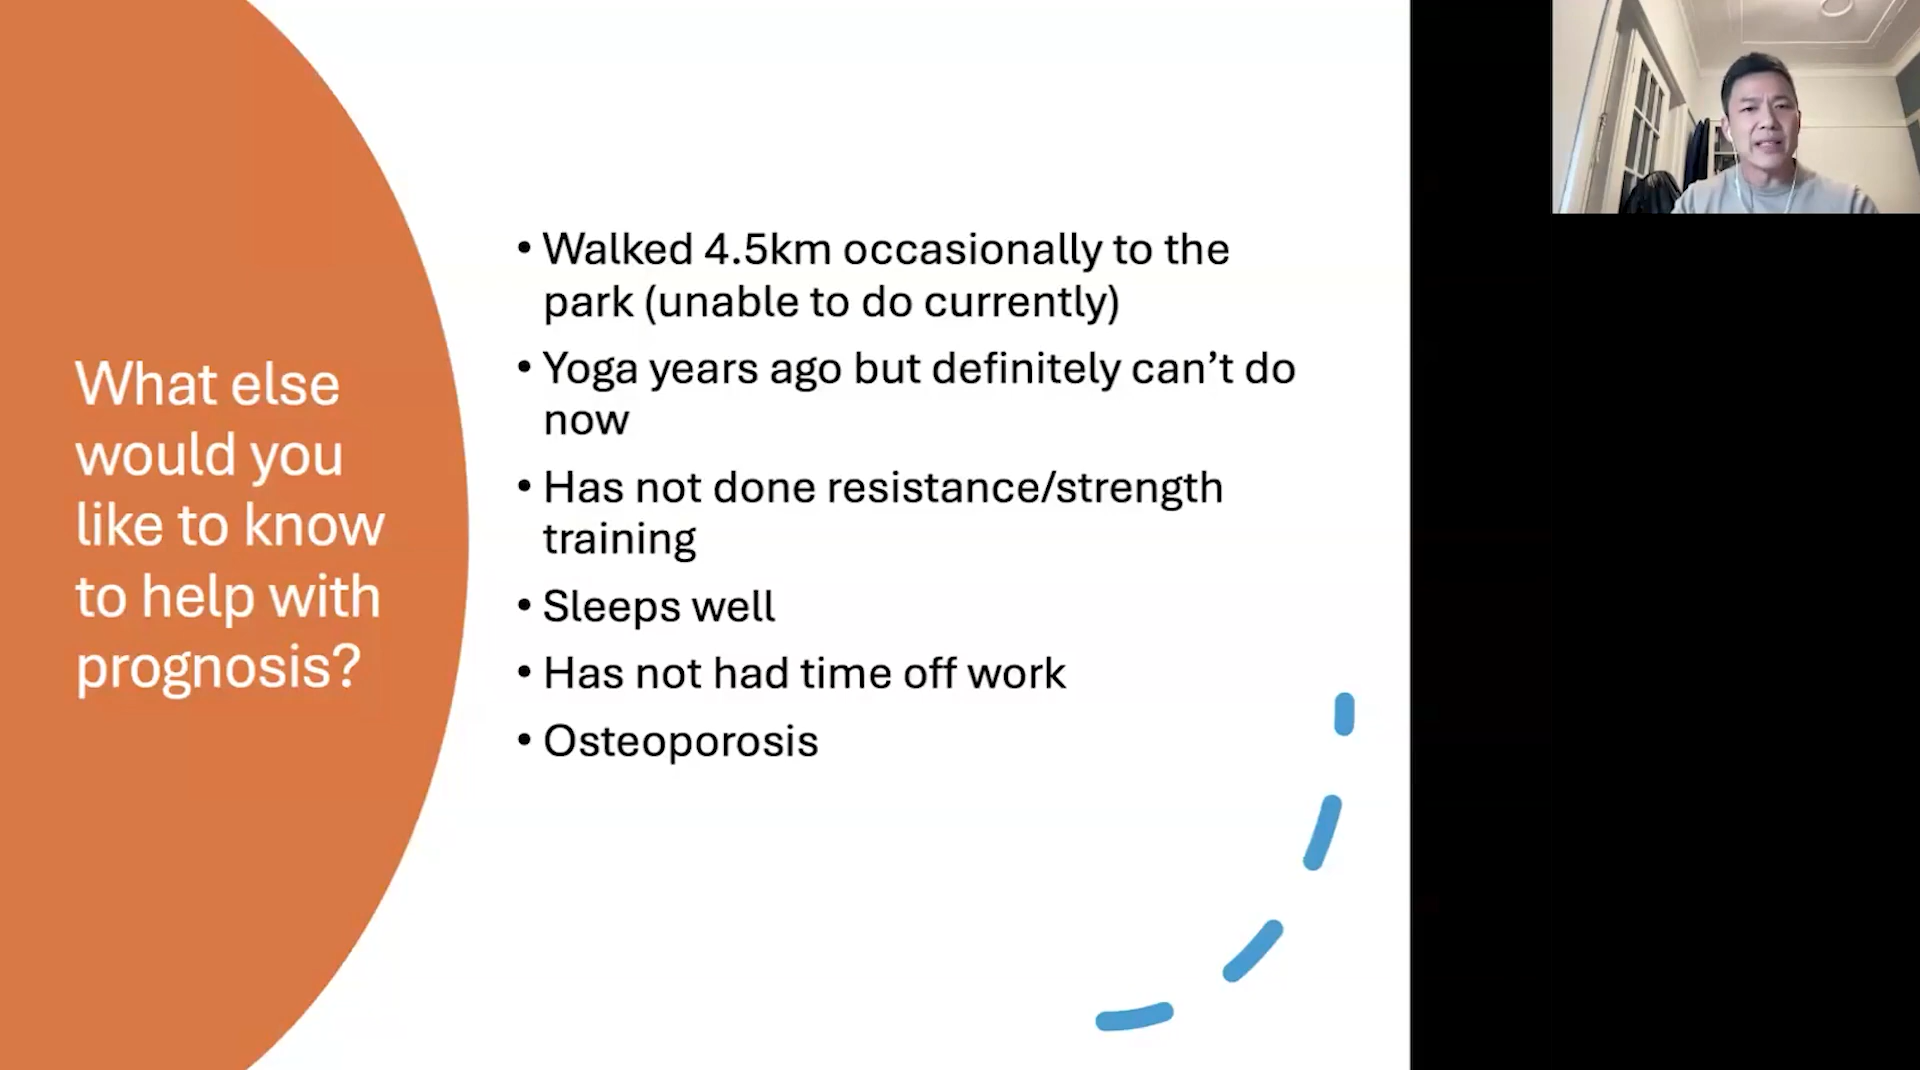 What else
would you
like to know
to help with
prognosis?
• Walked 4.5km occasionally to the
park (unable to do currently)
• Yoga years ago but definitely can’t do
now
• Has not done resistance/strength
training
• Sleeps well
• Has not had time off work
• Osteoporosis